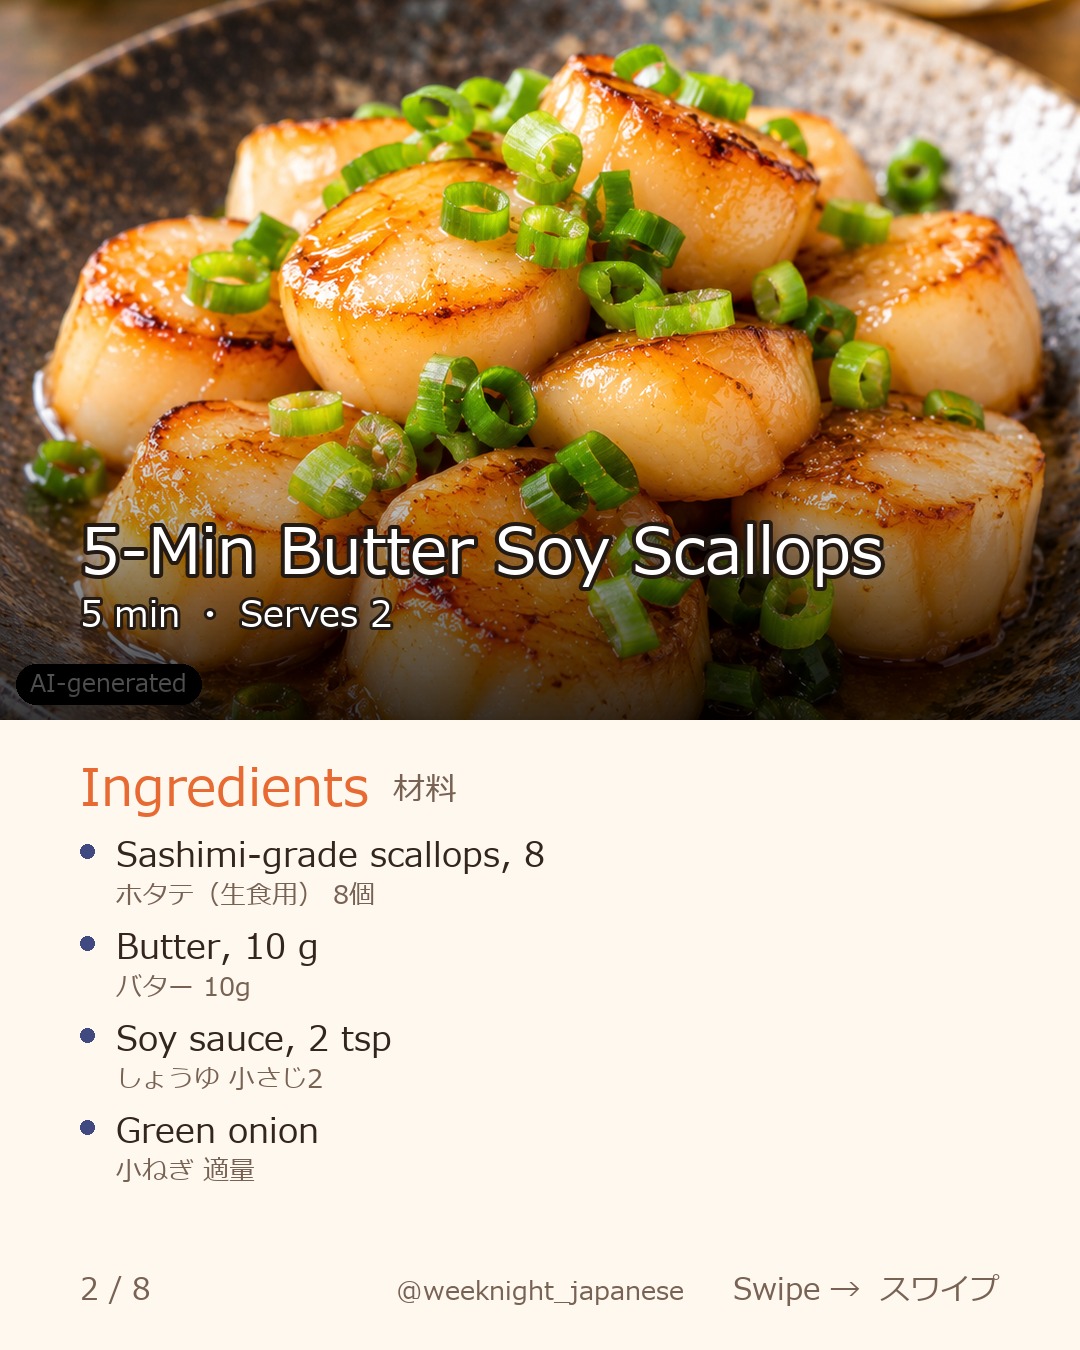 5-Min Butter Soy Scallops
5 min ・ Serves 2
AI-generated
Ingredients 材料
Sashimi-grade scallops, 8
ホタテ（生食用） 8個
Butter, 10 g
バター 10g
Soy sauce, 2 tsp
しょうゆ 小さじ2
Green onion
小ねぎ 適量
2 / 8 @weeknight_japanese Swipe → スワイプ